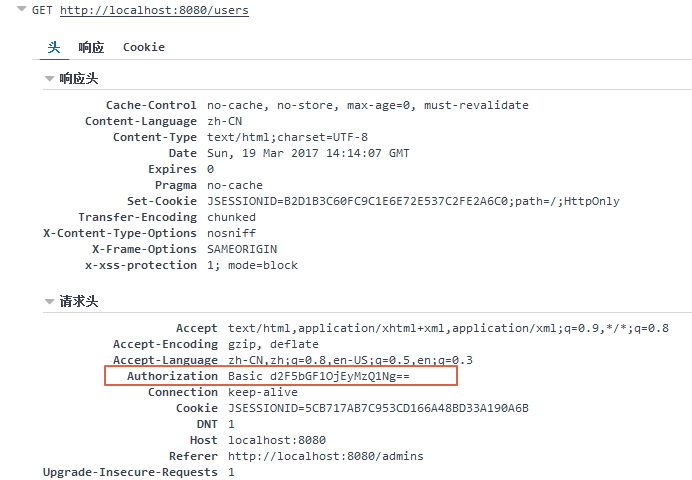 GET http://localhost:8080/users
头 响应 Cookie
响应头
Cache-Control no-cache, no-store, max-age=0, must-revalidate
Content-Language zh-CN
Content-Type text/html;charset=UTF-8
Date Sun, 19 Mar 2017 14:14:07 GMT
Expires 0
Pragma no-cache
Set-Cookie JSESSIONID=B2D1B3C60FC9C1E6E72E537C2FE2A6C0;path=/;HttpOnly
Transfer-Encoding chunked
X-Content-Type-Options nosniff
X-Frame-Options SAMEORIGIN
x-xss-protection 1; mode=block
请求头
Accept text/html,application/xhtml+xml,application/xml;q=0.9,*/*;q=0.8
Accept-Encoding gzip, deflate
Accept-Language zh-CN,zh;q=0.8,en-US;q=0.5,en;q=0.3
Authorization Basic d2F5bGF1OjEyMzQ1Ng==
Connection keep-alive
Cookie JSESSIONID=5CB717AB7C953CD166A48BD33A190A6B
DNT 1
Host localhost:8080
Referer http://localhost:8080/admins
Upgrade-Insecure-Requests 1